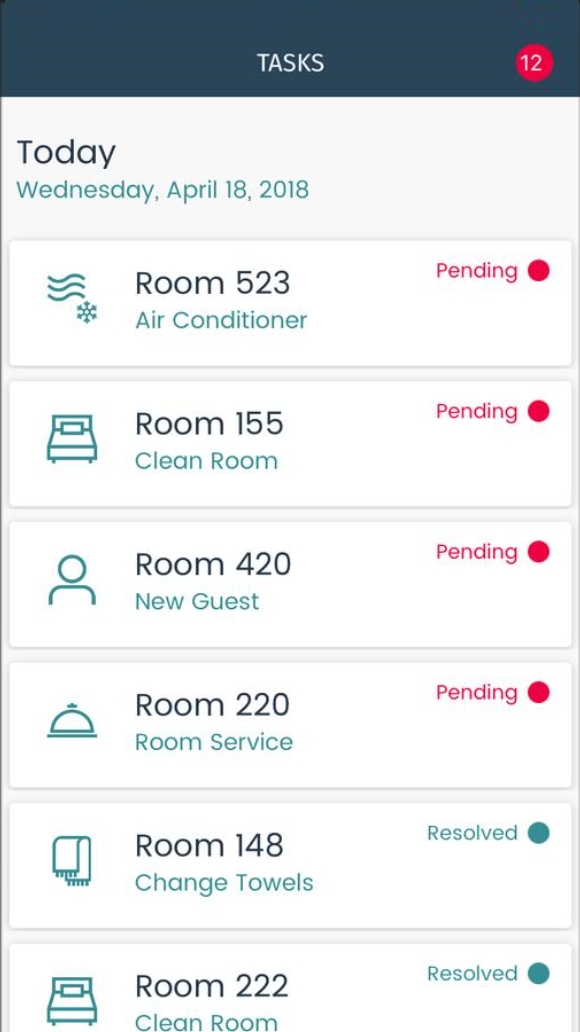 TASKS
12
Today
Wednesday, April 18, 2018
Room 523
Pending
Air Conditioner
Room 155
Pending
Clean Room
Room 420
Pending
New Guest
Room 220
Pending
Room Service
Room 148
Resolved
Change Towels
Room 222
Resolved
Clean Room